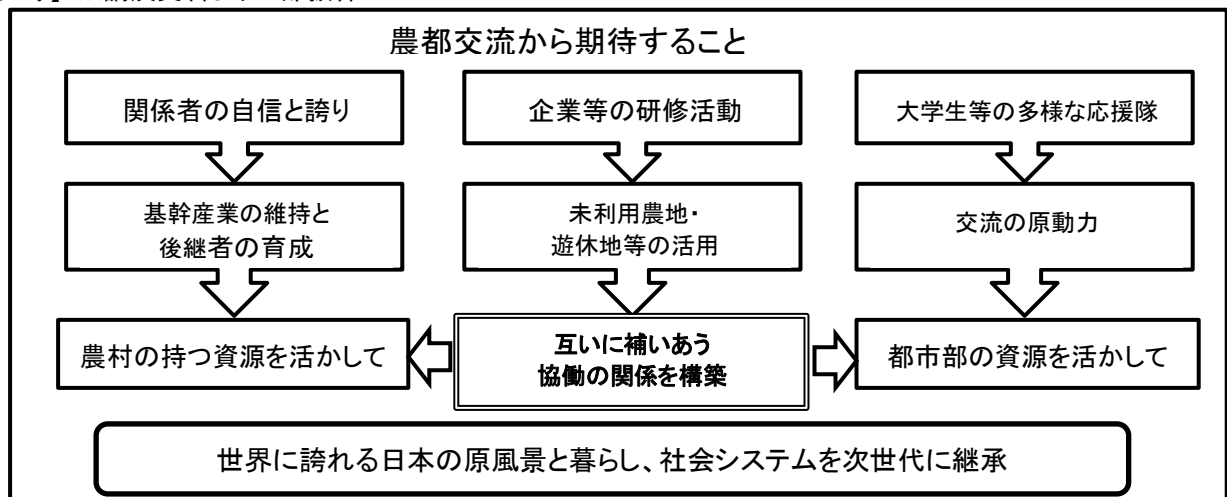 農都交流から期待すること
関係者の自信と誇り
企業等の研修活動
大学生等の多様な応援隊
基幹産業の維持と
後継者の育成
未利用農地・
遊休地等の活用
交流の原動力
農村の持つ資源を活かして
互いに補いあう
協働の関係を構築
都市部の資源を活かして
世界に誇れる日本の原風景と暮らし、社会システムを次世代に継承